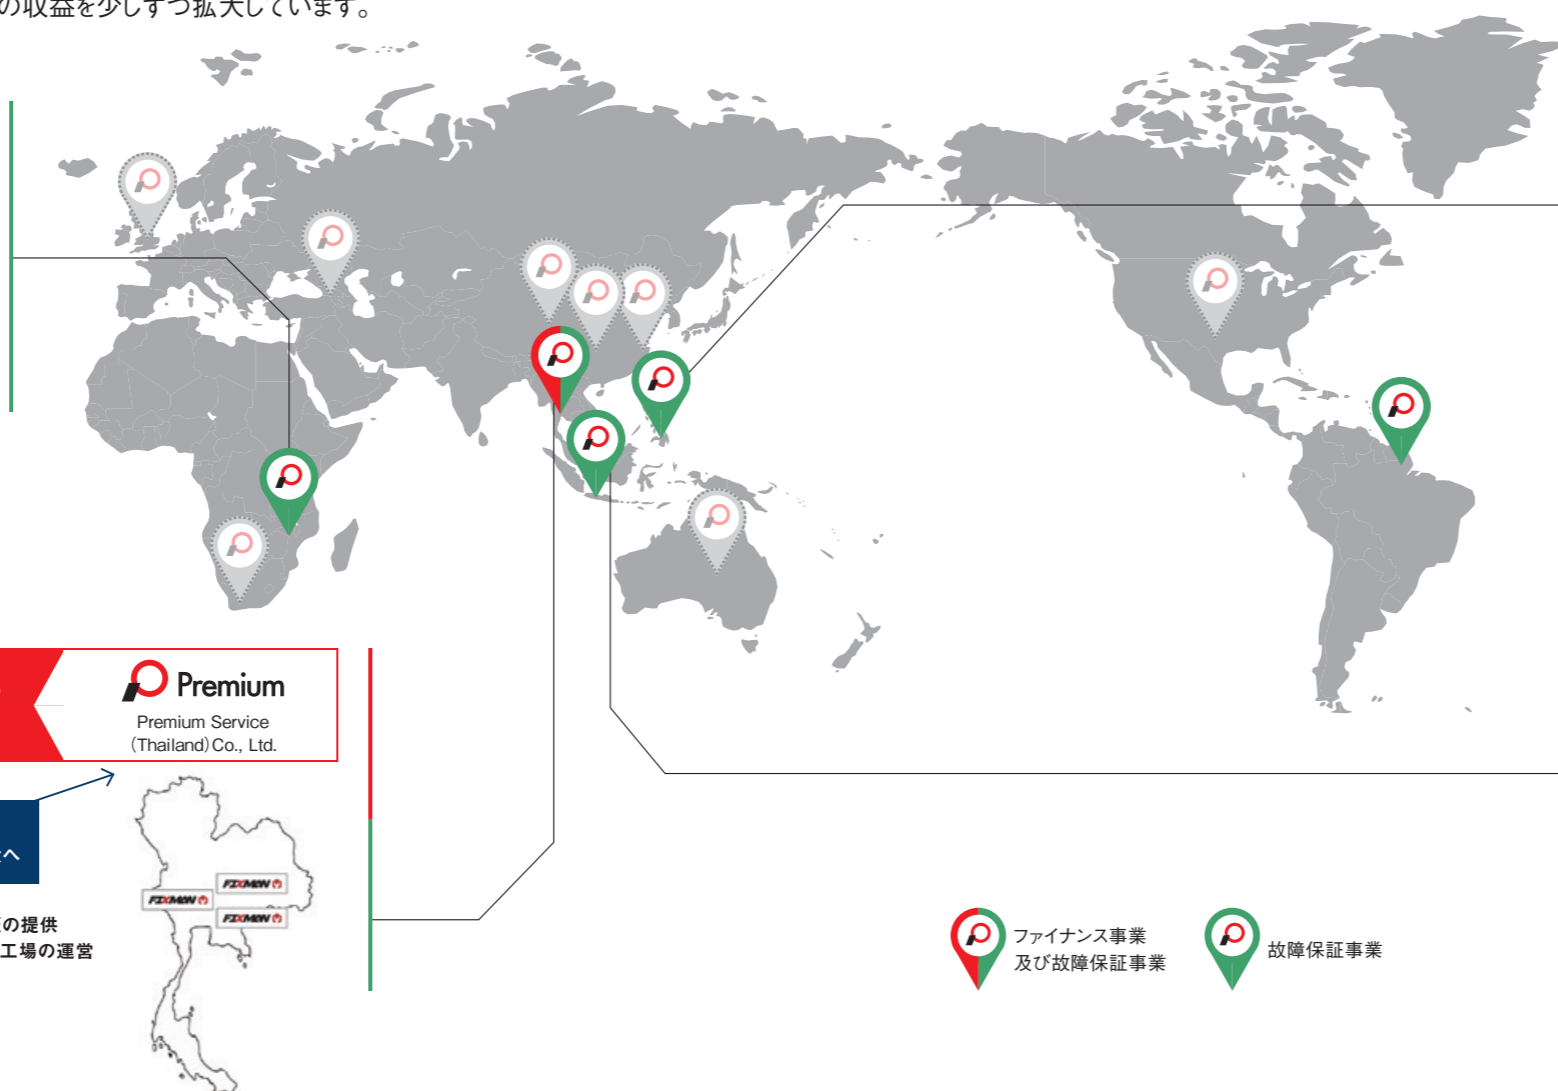 の収益を少しずつ拡大しています。
Premium
Premium Service
(Thailand)Co., Ltd.
へ
の提供
工場の運営
FIXMAN
FIXMAN
FIXMAN
ファイナンス事業
及び故障保証事業
故障保証事業